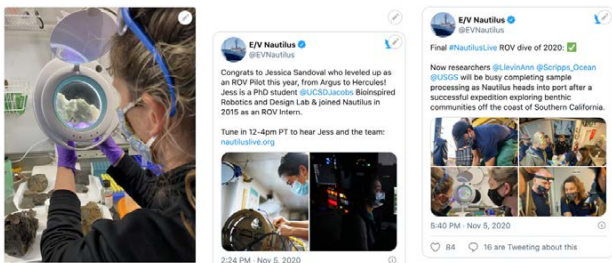 E/V Nautilus
@EVNautilus
Congrats to Jessica Sandoval who leveled up as
an ROV Pilot this year, from Argus to Hercules!
Jess is a PhD student @UCSDJacobs Bioinspired
Robotics and Design Lab & joined Nautilus in
2015 as an ROV Intern.
Tune in 12-4pm PT to hear Jess and the team:
nautiluslive.org
2:24 PM · Nov 5, 2020
E/V Nautilus
@EVNautilus
Final #NautilusLive ROV dive of 2020: ✅
Now researchers @LlevinAnn @Scripps_Ocean
@USGS will be busy completing sample
processing as Nautilus heads into port after a
successful expedition exploring benthic
communities off the coast of Southern California.
5:40 PM · Nov 5, 2020
84
16 are Tweeting about this